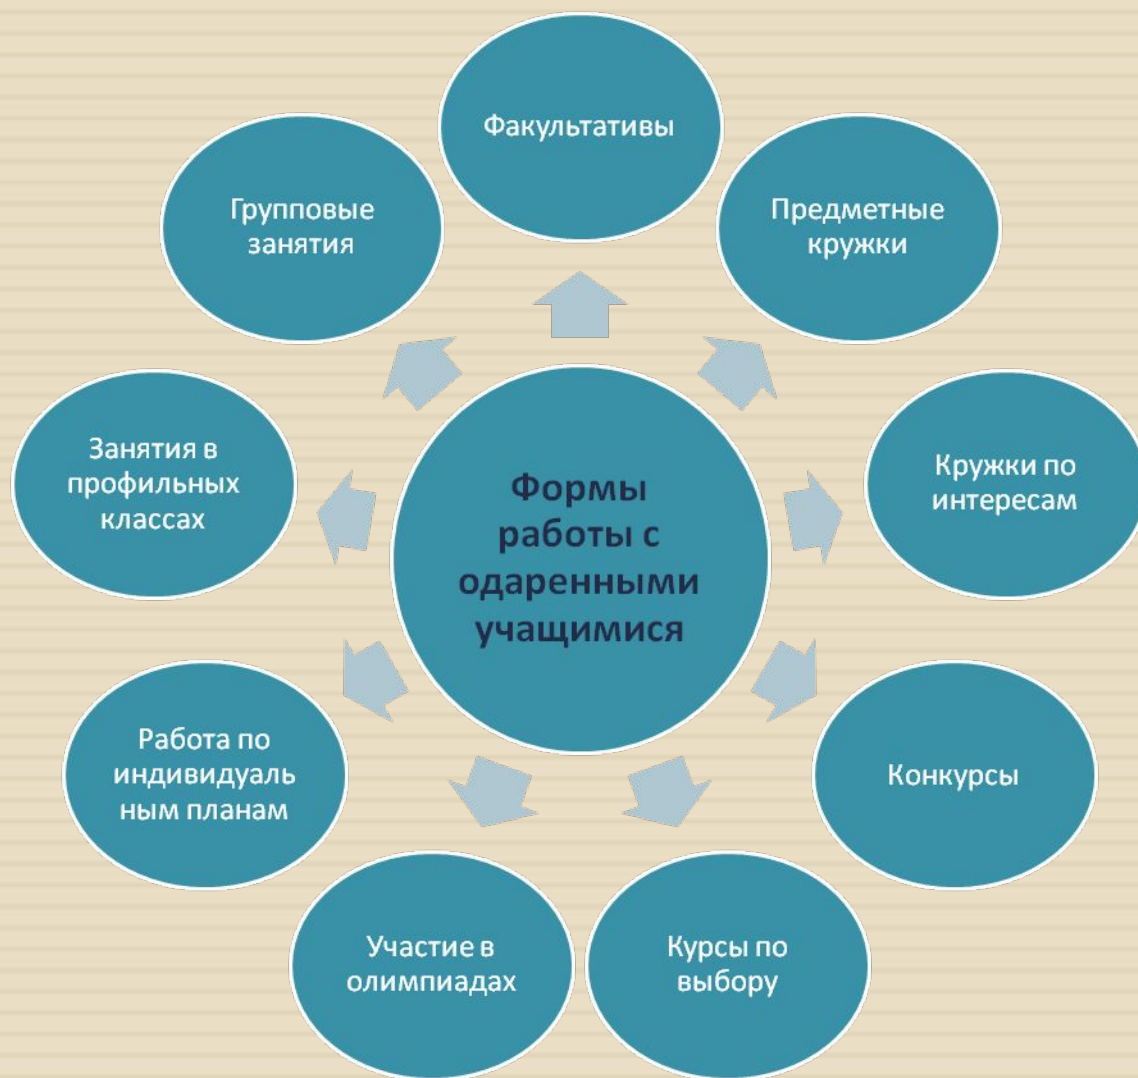 Факультативы
Предметные
кружки
Кружки по
интересам
Конкурсы
Курсы по
выбору
Участие в
олимпиадах
Работа по
индивидуаль
ным планам
Занятия в
профильных
классах
Групповые
занятия
Формы
работы с
одаренными
учащимися